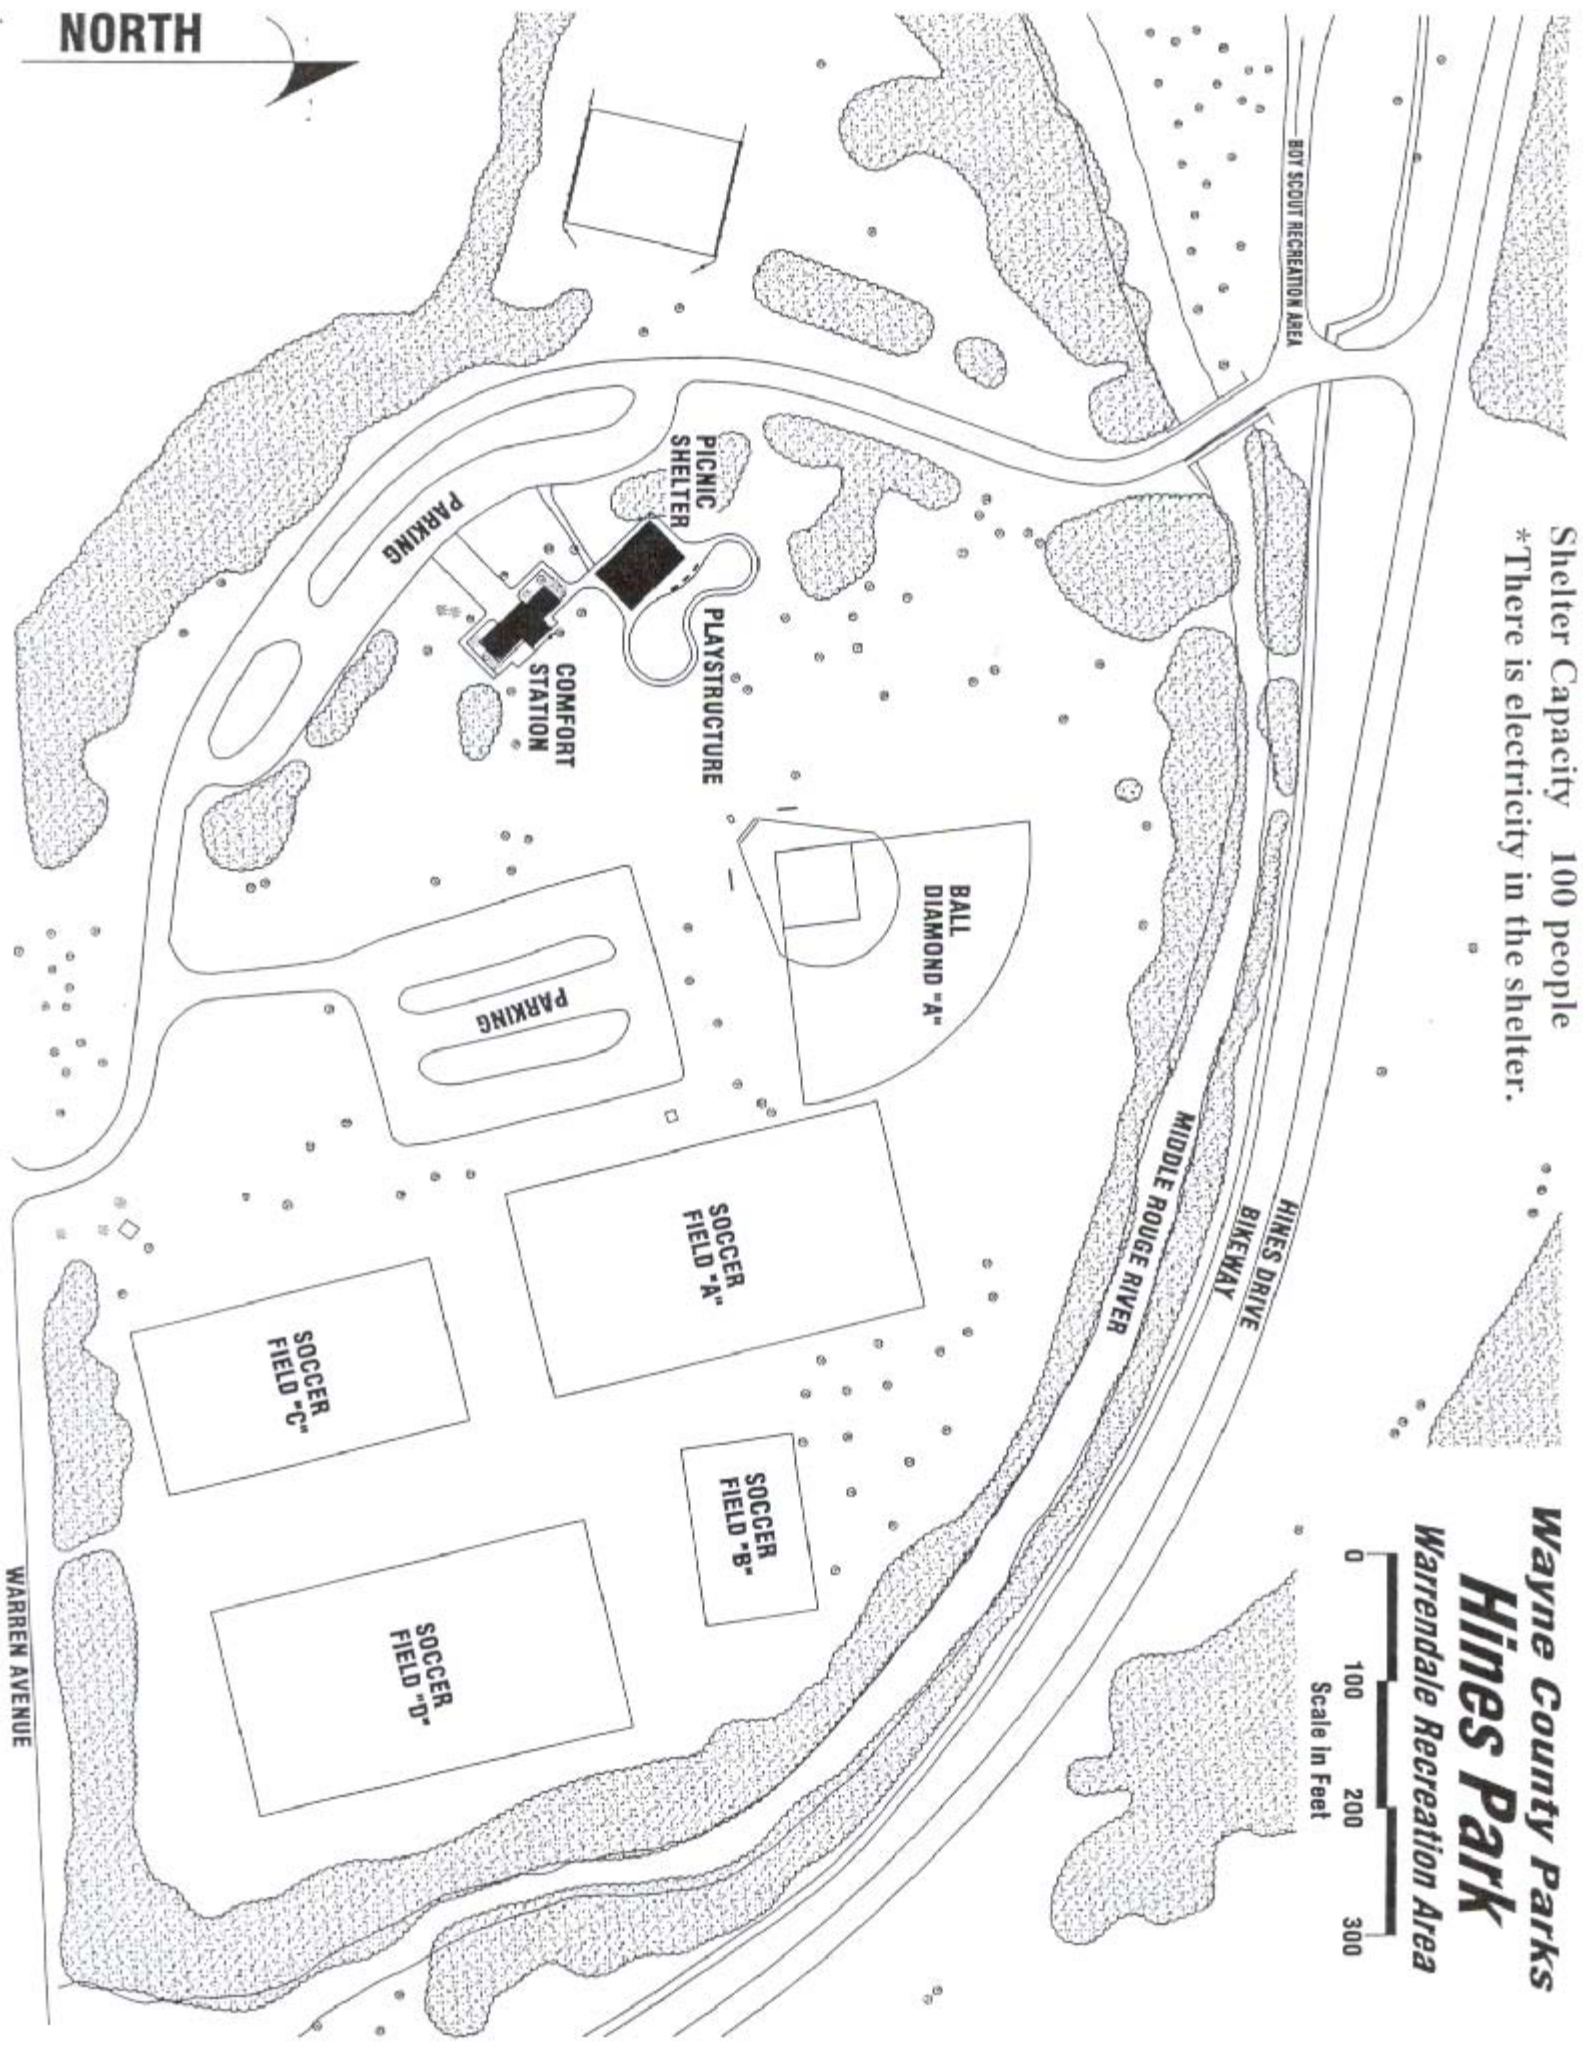 Wayne County Parks
Hines Park
Warrendale Recreation Area
0 100 200 300
Scale in Feet
Shelter Capacity 100 people
*There is electricity in the shelter.
NORTH
BOY SCOUT RECREATION AREA
PICNIC
SHELTER
PARKING
PLAYSTRUCTURE
COMFORT
STATION
BALL
DIAMOND "A"
PARKING
MIDDLE ROUGE RIVER
HINES DRIVE
BIKEWAY
SOCCER
FIELD "A"
SOCCER
FIELD "C"
SOCCER
FIELD "B"
SOCCER
FIELD "D"
WARREN AVENUE